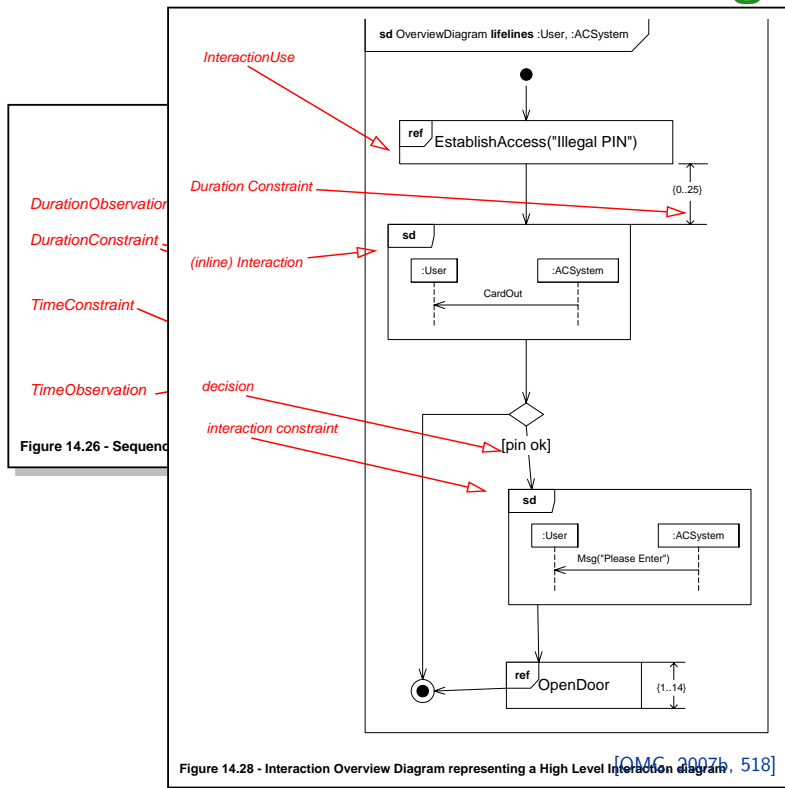 sd OverviewDiagram lifelines :User, :ACSystem
InteractionUse
ref
EstablishAccess("Illegal PIN")
Duration Constraint
{0..25}
DurationObservation
DurationConstraint
(inline) Interaction
sd
:User
:ACSystem
CardOut
TimeConstraint
TimeObservation
decision
interaction constraint
[pin ok]
Figure 14.26 - Sequenc
sd
:User
:ACSystem
Msg("Please Enter")
ref
OpenDoor
{1..14}
Figure 14.28 - Interaction Overview Diagram representing a High Level Interaction diagram
[OMG, 2007b, 518]